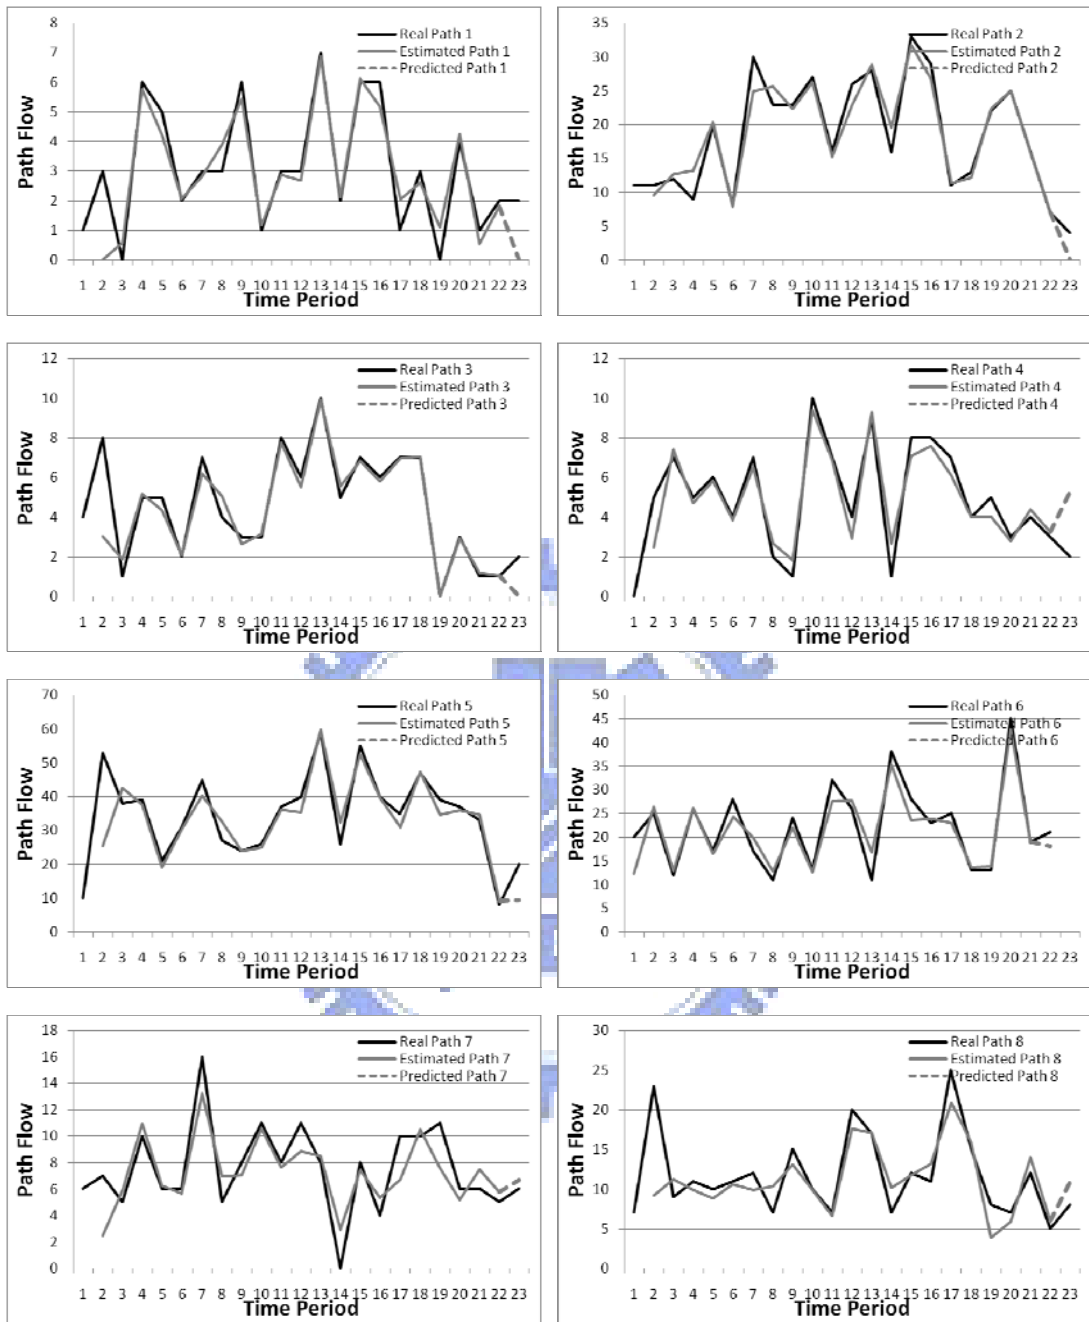 8
7
6
5
4
3
2
1
0
Path Flow
Real Path 1
Estimated Path 1
Predicted Path 1
1 2 3 4 5 6 7 8 9 10 11 12 13 14 15 16 17 18 19 20 21 22 23
Time Period
35
30
25
20
15
10
5
0
Path Flow
Real Path 2
Estimated Path 2
Predicted Path 2
1 2 3 4 5 6 7 8 9 10 11 12 13 14 15 16 17 18 19 20 21 22 23
Time Period
12
10
8
6
4
2
0
Path Flow
Real Path 3
Estimated Path 3
Predicted Path 3
1 2 3 4 5 6 7 8 9 10 11 12 13 14 15 16 17 18 19 20 21 22 23
Time Period
12
10
8
6
4
2
0
Path Flow
Real Path 4
Estimated Path 4
Predicted Path 4
1 2 3 4 5 6 7 8 9 10 11 12 13 14 15 16 17 18 19 20 21 22 23
Time Period
70
60
50
40
30
20
10
0
Path Flow
Real Path 5
Estimated Path 5
Predicted Path 5
1 2 3 4 5 6 7 8 9 10 11 12 13 14 15 16 17 18 19 20 21 22 23
Time Period
50
45
40
35
30
25
20
15
10
5
0
Path Flow
Real Path 6
Estimated Path 6
Predicted Path 6
1 2 3 4 5 6 7 8 9 10 11 12 13 14 15 16 17 18 19 20 21 22 23
Time Period
18
16
14
12
10
8
6
4
2
0
Path Flow
Real Path 7
Estimated Path 7
Predicted Path 7
1 2 3 4 5 6 7 8 9 10 11 12 13 14 15 16 17 18 19 20 21 22 23
Time Period
30
25
20
15
10
5
0
Path Flow
Real Path 8
Estimated Path 8
Predicted Path 8
1 2 3 4 5 6 7 8 9 10 11 12 13 14 15 16 17 18 19 20 21 22 23
Time Period